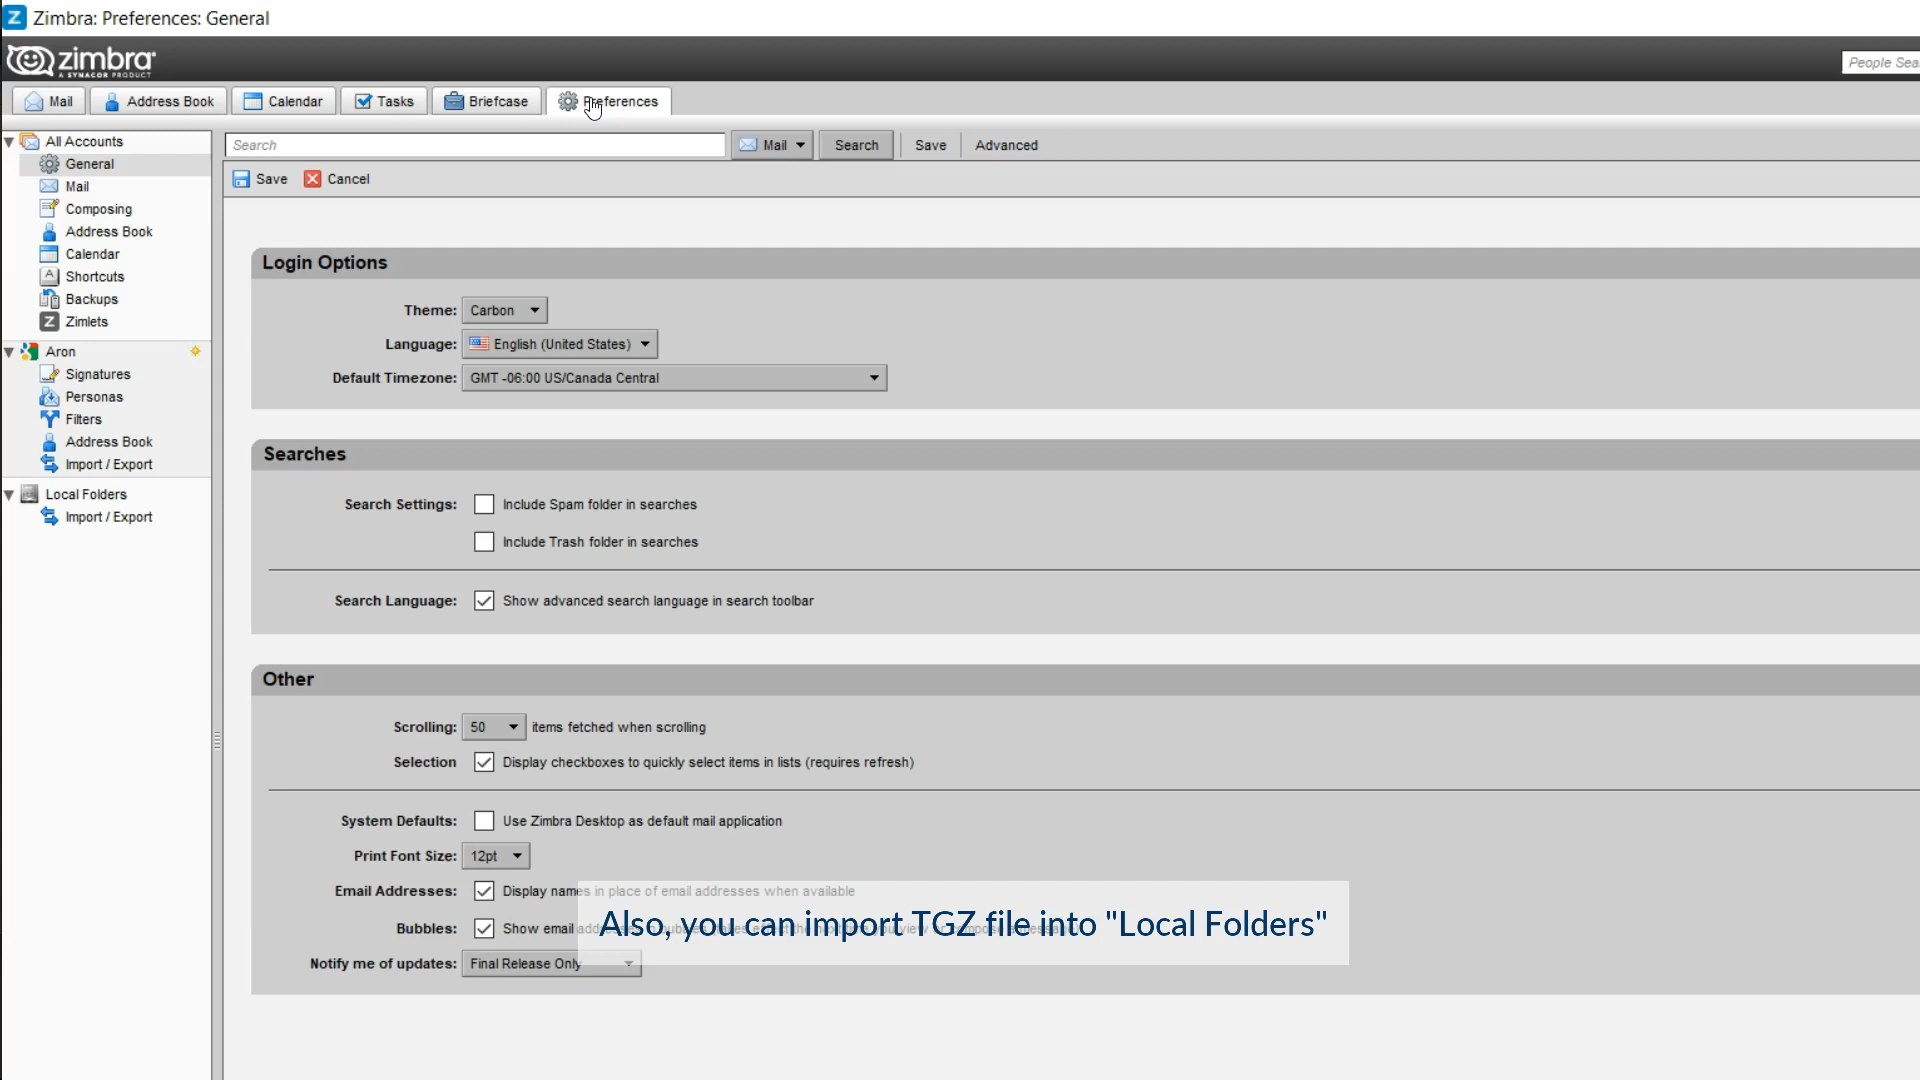 Zimbra: Preferences: General
zimbra
A SYNACOR PRODUCT
People Sea
Mail
Address Book
Calendar
Tasks
Briefcase
Preferences
All Accounts
General
Mail
Composing
Address Book
Calendar
Shortcuts
Backups
Zimlets
Aron
Signatures
Personas
Filters
Address Book
Import / Export
Local Folders
Import / Export
Search
Mail
Search
Save
Advanced
Save
Cancel
Login Options
Theme: Carbon
Language: English (United States)
Default Timezone: GMT -06:00 US/Canada Central
Searches
Search Settings: Include Spam folder in searches
Include Trash folder in searches
Search Language: Show advanced search language in search toolbar
Other
Scrolling: 50 items fetched when scrolling
Selection Display checkboxes to quickly select items in lists (requires refresh)
System Defaults: Use Zimbra Desktop as default mail application
Print Font Size: 12pt
Email Addresses: Display names in place of email addresses when available
Also, you can import TGZ file into "Local Folders"
Bubbles: Show email
Notify me of updates: Final Release Only